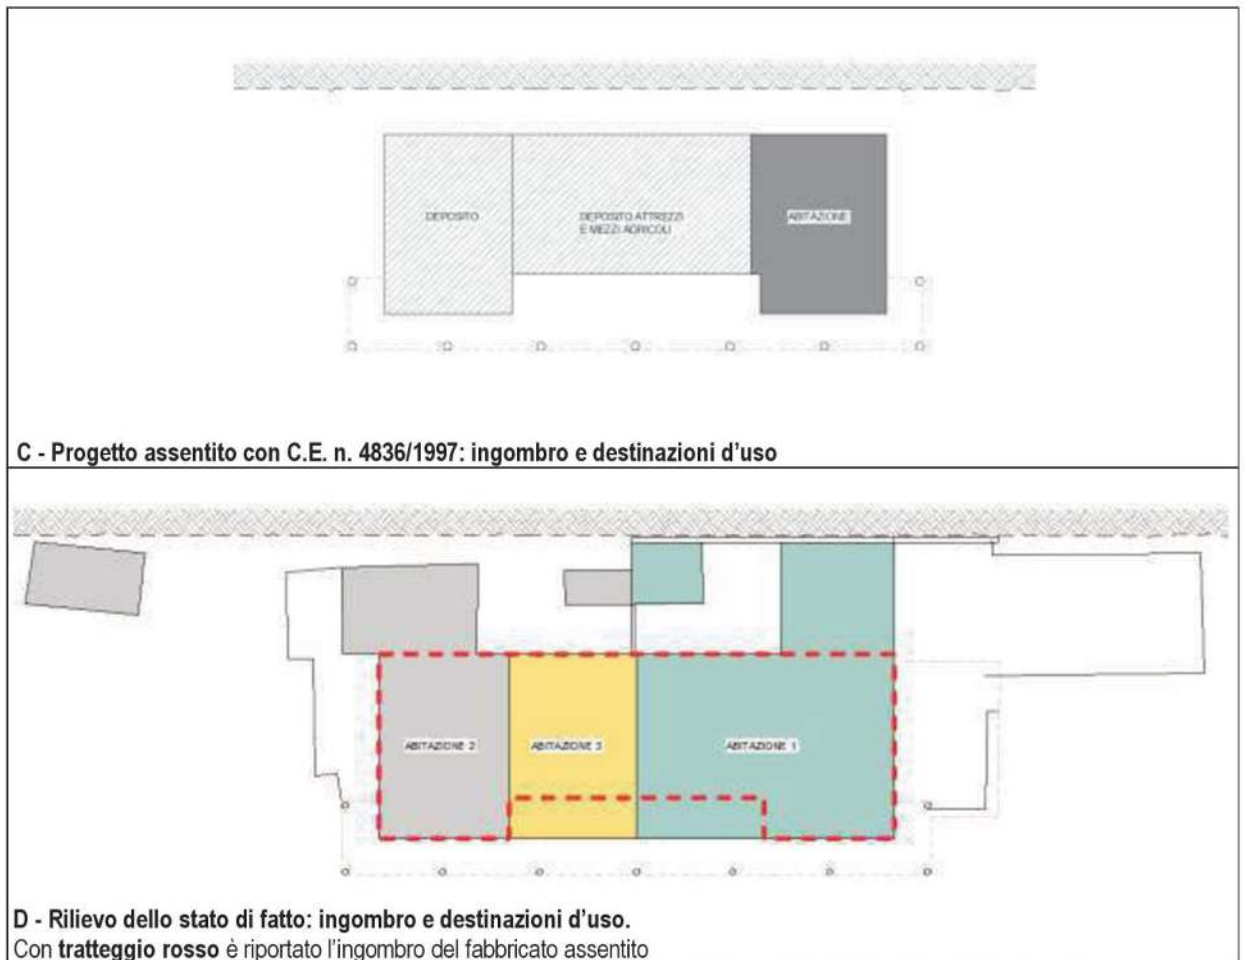 DEPOSITO
DEPOSITO ATTREZZI
E MEZZI AGRICOLI
ABITAZIONE
C - Progetto assentito con C.E. n. 4836/1997: ingombro e destinazioni d'uso
ABITAZIONE 2
ABITAZIONE 3
ABITAZIONE 1
D - Rilievo dello stato di fatto: ingombro e destinazioni d'uso.
Con tratteggio rosso è riportato l'ingombro del fabbricato assentito